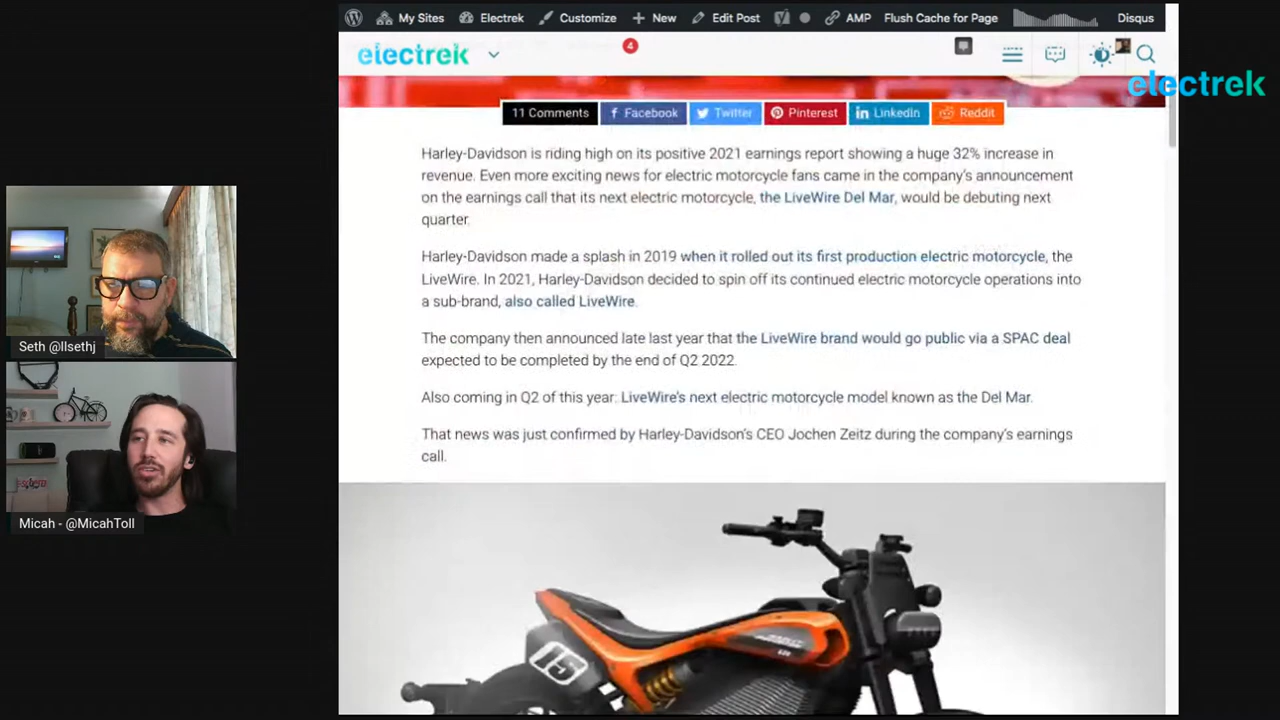 My Sites Electrek Customize New Edit Post AMP Flush Cache for Page Disqus
electrek
4
electrek
11 Comments Facebook Twitter Pinterest LinkedIn Reddit
Harley-Davidson is riding high on its positive 2021 earnings report showing a huge 32% increase in
revenue. Even more exciting news for electric motorcycle fans came in the company's announcement
on the earnings call that its next electric motorcycle, the LiveWire Del Mar, would be debuting next
quarter.
Harley-Davidson made a splash in 2019 when it rolled out its first production electric motorcycle, the
LiveWire. In 2021, Harley-Davidson decided to spin off its continued electric motorcycle operations into
a sub-brand, also called LiveWire.
The company then announced late last year that the LiveWire brand would go public via a SPAC deal
expected to be completed by the end of Q2 2022.
Also coming in Q2 of this year: LiveWire's next electric motorcycle model known as the Del Mar.
That news was just confirmed by Harley-Davidson's CEO Jochen Zeitz during the company's earnings
call.
15
Seth @llsethj
Micah - @MicahToll